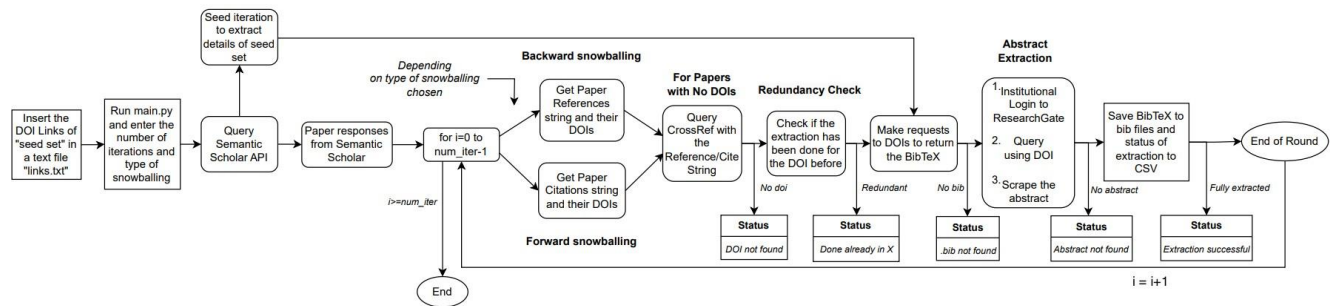 Insert the
DOI Links of
"seed set" in
a text file
"links.txt"
Run main.py
and enter the
number of
iterations and
type of
snowballing
Seed iteration
to extract
details of seed
set
Query
Semantic
Scholar API
Paper responses
from Semantic
Scholar
for i=0 to
num_iter-1
i>=num_iter
End
Depending
on type of snowballing
chosen
Backward snowballing
Get Paper
References
string and their
DOIs
Get Paper
Citations string
and their DOIs
Forward snowballing
For Papers
with No DOIs
Query
CrossRef with
the
Reference/Cite
String
No doi
Status
DOI not found
Redundancy Check
Check if the
extraction has
been done for
the DOI before
Redundant
Status
Done already in X
Make requests
to DOIs to return
the BibTeX
No bib
Status
.bib not found
Abstract
Extraction
1. Institutional
Login to
ResearchGate
2. Query
using DOI
3. Scrape the
abstract
No abstract
Status
Abstract not found
Save BibTeX to
bib files and
status of
extraction to
CSV
Fully extracted
Status
Extraction successful
End of Round
i = i+1